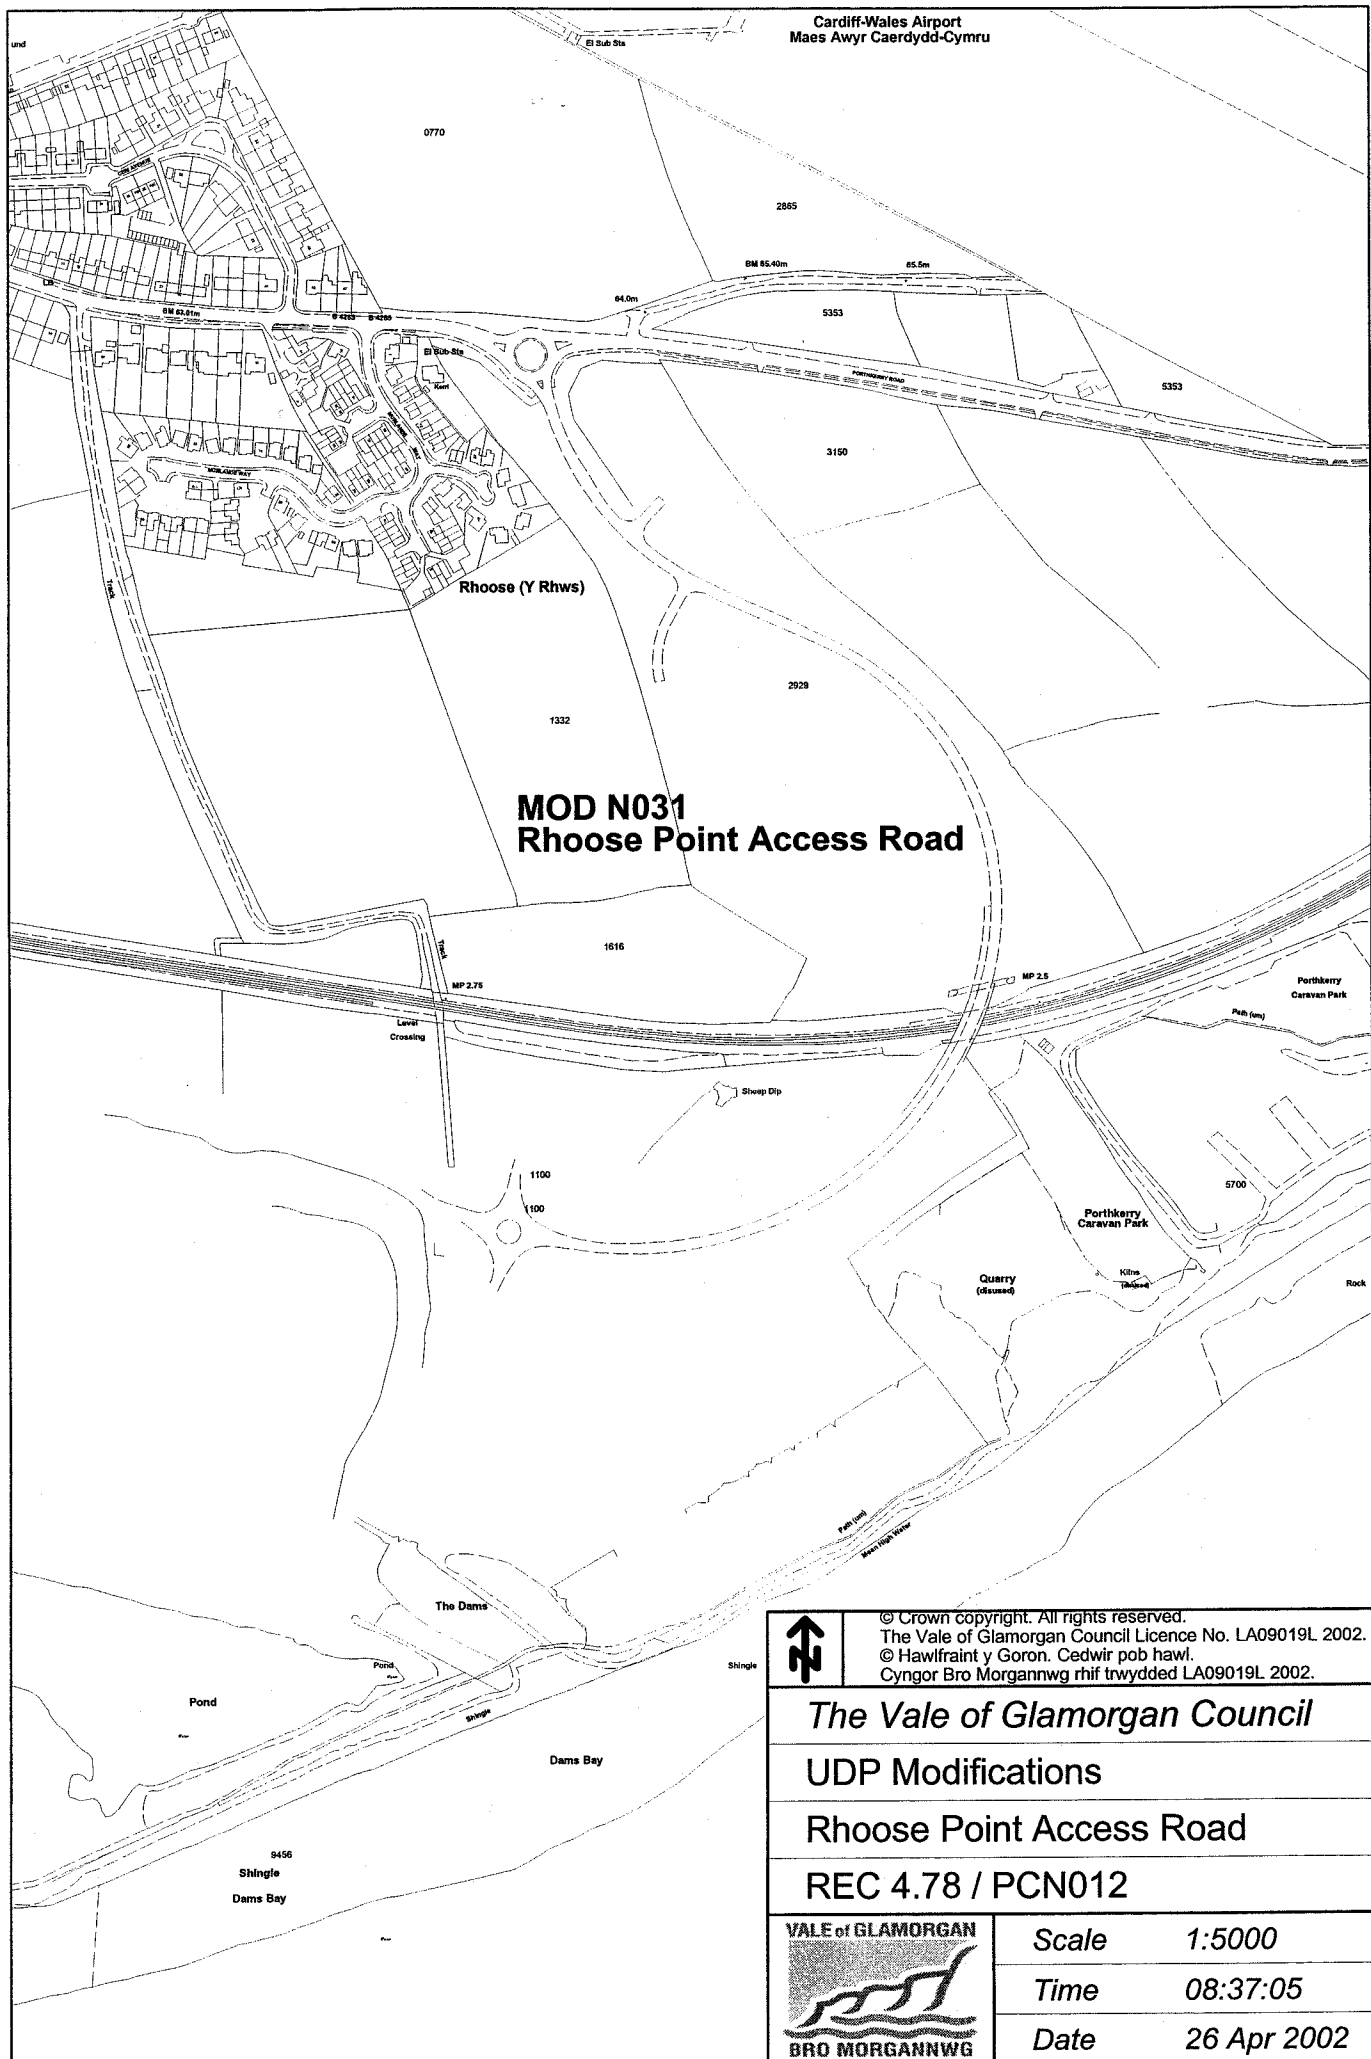 Cardiff-Wales Airport
Maes Awyr Caerdydd-Cymru
und
El Sub Sta
0770
2865
BM 65.40m
65.5m
64.0m
5353
LB
BM 63.01m
B 4265
El Sub Sta
Kerri
PORTHKERRY ROAD
5353
3150
Track
Rhoose (Y Rhws)
2929
1332
MOD N031
Rhoose Point Access Road
1616
Track
MP 2.75
MP 2.5
Porthkerry
Caravan Park
Path (um)
Level
Crossing
Sheep Dip
1100
1100
5700
Porthkerry
Caravan Park
Quarry
(disused)
Kilns
(disused)
Rock
Path (um)
Mean High Water
The Dams
Pond
Pond
Shingle
Shingle
Dams Bay
9456
Shingle
Dams Bay
© Crown copyright. All rights reserved.
The Vale of Glamorgan Council Licence No. LA09019L 2002.
© Hawlfraint y Goron. Cedwir pob hawl.
Cyngor Bro Morgannwg rhif trwydded LA09019L 2002.
The Vale of Glamorgan Council
UDP Modifications
Rhoose Point Access Road
REC 4.78 / PCN012
VALE of GLAMORGAN
BRO MORGANNWG
Scale 1:5000
Time 08:37:05
Date 26 Apr 2002